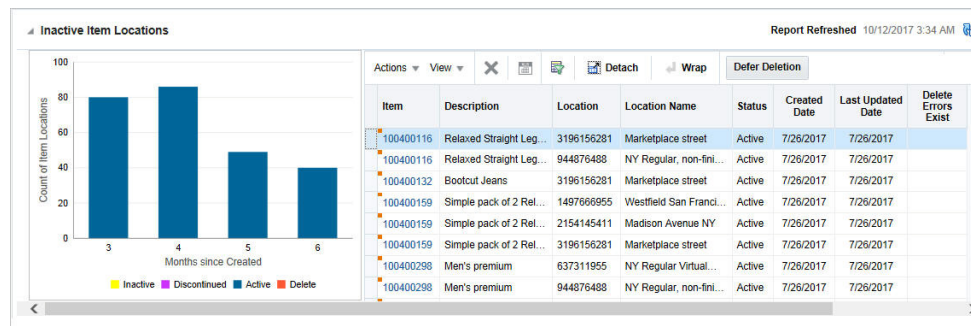 Inactive Item Locations
Report Refreshed 10/12/2017 3:34 AM
100
80
60
40
20
0
Count of Item Locations
3 4 5 6
Months since Created
Inactive Discontinued Active Delete
Actions View Detach Wrap Defer Deletion
Item Description Location Location Name Status Created Date Last Updated Date Delete Errors Exist
100400116 Relaxed Straight Leg... 3196156281 Marketplace street Active 7/26/2017 7/26/2017
100400116 Relaxed Straight Leg... 944876488 NY Regular, non-fini... Active 7/26/2017 7/26/2017
100400132 Bootcut Jeans 3196156281 Marketplace street Active 7/26/2017 7/26/2017
100400159 Simple pack of 2 Rel... 1497666955 Westfield San Franci... Active 7/26/2017 7/26/2017
100400159 Simple pack of 2 Rel... 2154145411 Madison Avenue NY Active 7/26/2017 7/26/2017
100400159 Simple pack of 2 Rel... 3196156281 Marketplace street Active 7/26/2017 7/26/2017
100400298 Men's premium 637311955 NY Regular Virtual... Active 7/26/2017 7/26/2017
100400298 Men's premium 944876488 NY Regular, non-fini... Active 7/26/2017 7/26/2017